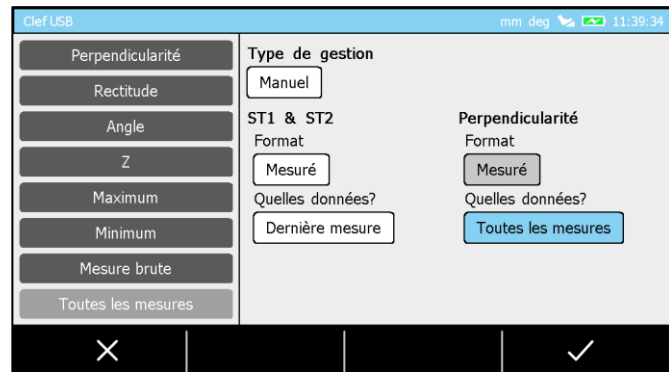 Clef USB
mm deg 11:39:34
Perpendicularité
Rectitude
Angle
Z
Maximum
Minimum
Mesure brute
Toutes les mesures
Type de gestion
Manuel
ST1 & ST2
Format
Mesuré
Quelles données?
Dernière mesure
Perpendicularité
Format
Mesuré
Quelles données?
Toutes les mesures